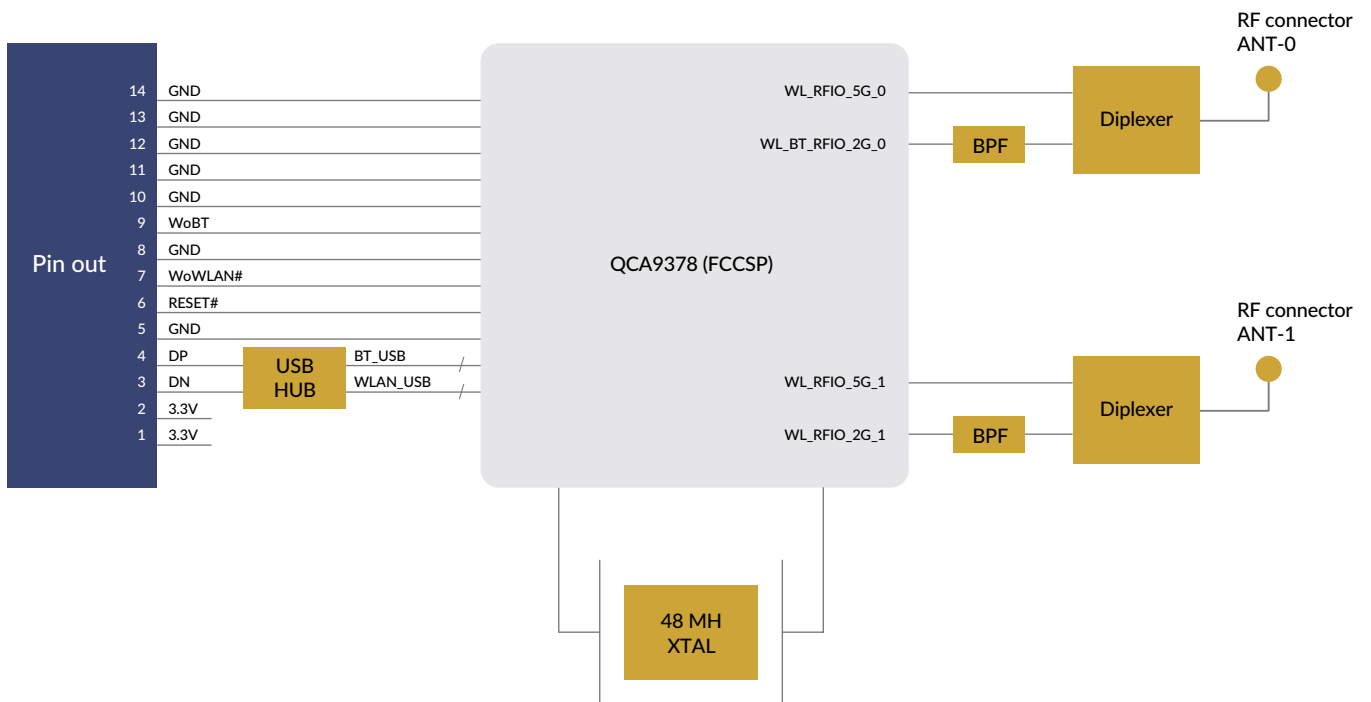 Pin out
14 GND
13 GND
12 GND
11 GND
10 GND
9 WoBT
8 GND
7 WoWLAN#
6 RESET#
5 GND
4 DP
3 DN
2 3.3V
1 3.3V
USB
HUB
BT_USB
WLAN_USB
QCA9378 (FCCSP)
WL_RFIO_5G_0
WL_BT_RFIO_2G_0
BPF
Diplexer
RF connector
ANT-0
WL_RFIO_5G_1
WL_RFIO_2G_1
BPF
Diplexer
RF connector
ANT-1
48 MH
XTAL